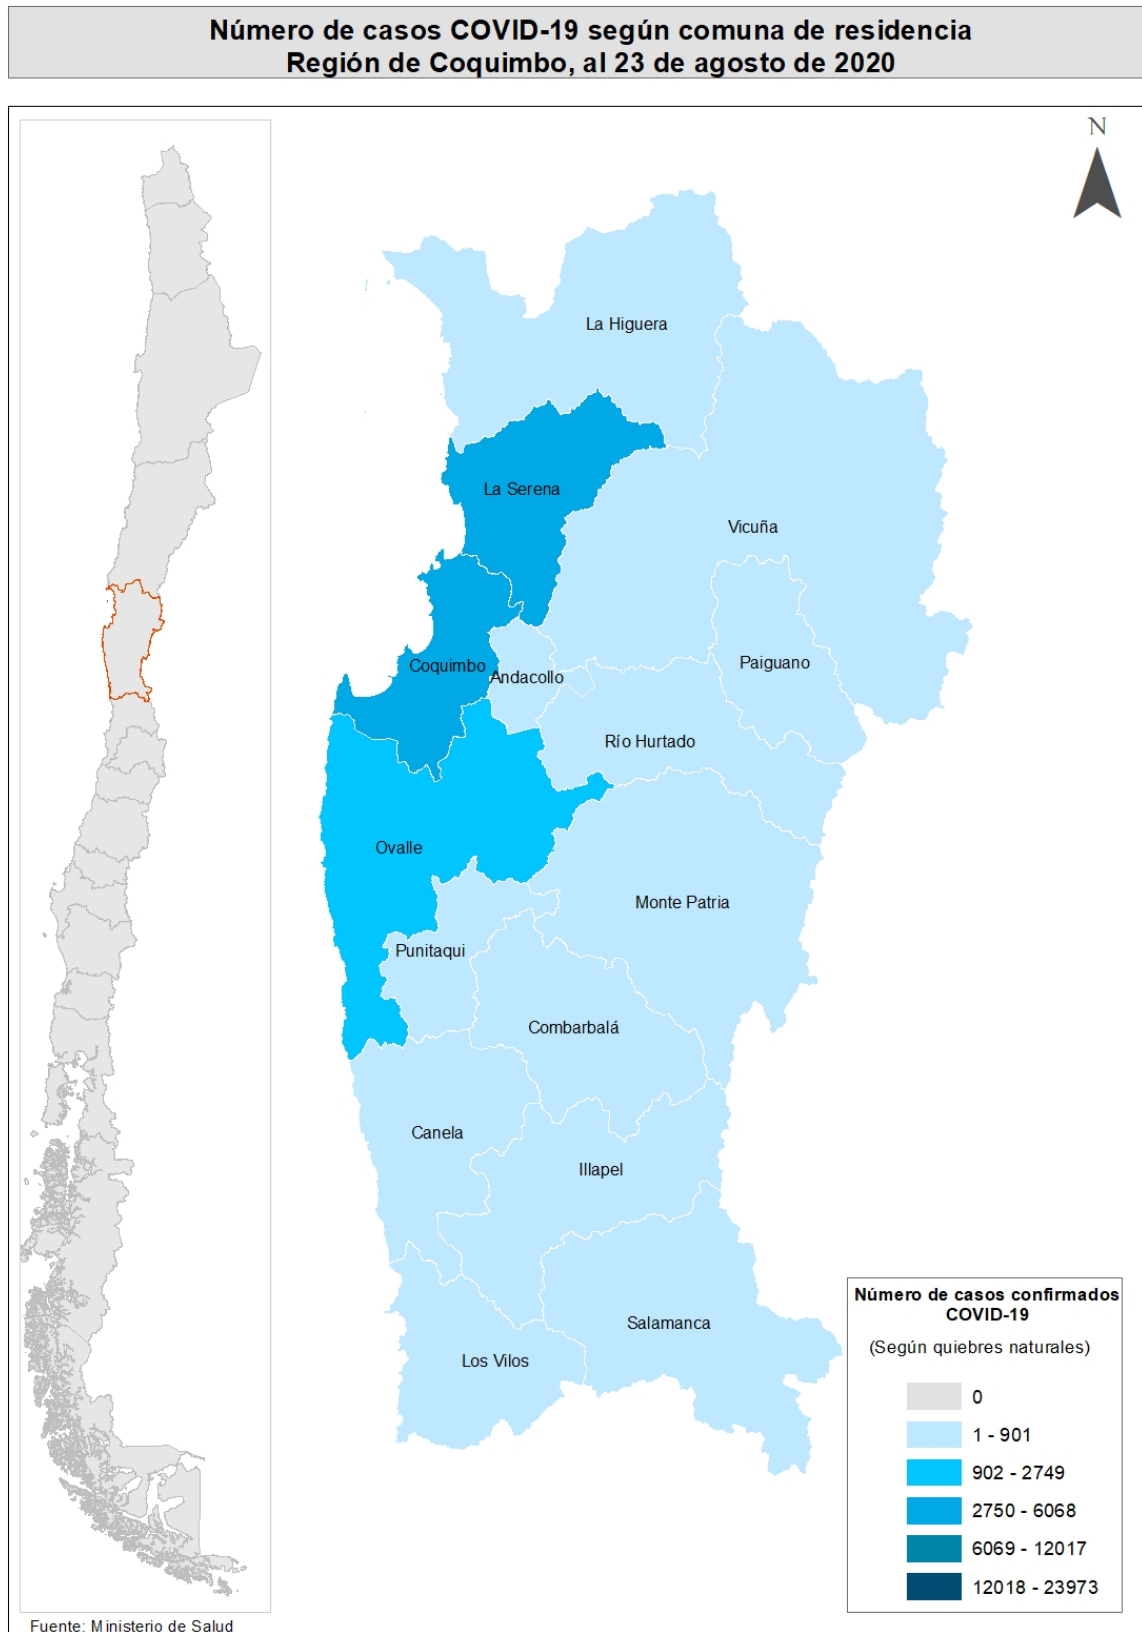 Número de casos COVID-19 según comuna de residencia
Región de Coquimbo, al 23 de agosto de 2020
N
La Higuera
La Serena
Vicuña
Coquimbo
Andacollo
Paiguano
Río Hurtado
Ovalle
Monte Patria
Punitaqui
Combarbalá
Canela
Illapel
Salamanca
Los Vilos
Número de casos confirmados
COVID-19
(Según quiebres naturales)
0
1 - 901
902 - 2749
2750 - 6068
6069 - 12017
12018 - 23973
Fuente: Ministerio de Salud